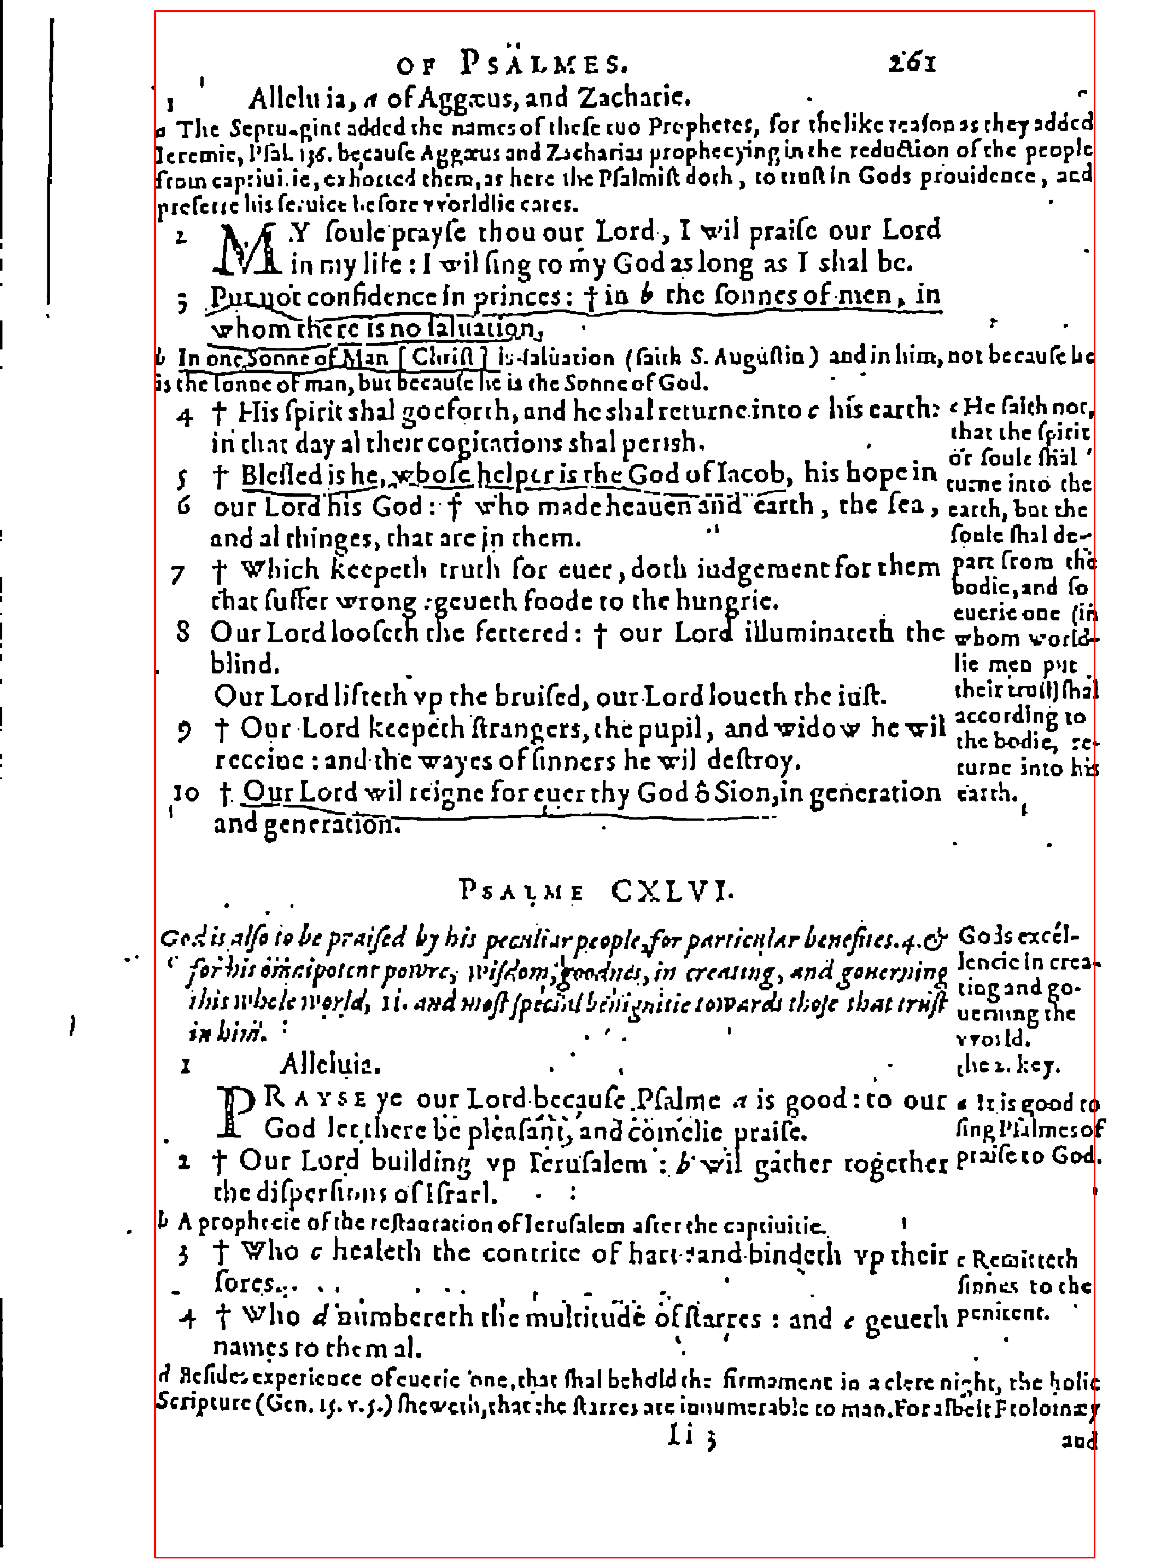 OF PSALMES. 261
1 Alleluia, a of Aggæus, and Zacharie.
a The Septuagint added the names of these tuo Prophetes, for the like reason as they added
Ieremie, Psal. 136. because Aggæus and Zacharias prophecying in the reduction of the people
from captiuitie, exhorted them, as here the Psalmist doth, to trust in Gods prouidence, and
preferre his seruice before vvorldlie cares.
2 MY soule prayse thou our Lord, I wil praise our Lord
in my life: I wil sing to my God as long as I shal be.
3 Put not confidence in princes: † in b the sonnes of men, in
whom there is no saluation.
b In one Sonne of Man [Christ] is saluation (saith S. Augustin) and in him, not because he
is the sonne of man, but because he is the Sonne of God.
4 † His spirit shal goe forth, and he shal returne into c his earth:
in that day al their cogitations shal perish.
5 † Blessed is he, whose helper is the God of Iacob, his hope in
6 our Lord his God: † who made heauen and earth, the sea,
and al thinges, that are in them.
7 † Which keepeth truth for euer, doth iudgement for them
that suffer wrong: geueth foode to the hungrie.
8 Our Lord looseth the fettered: † our Lord illuminateth the
blind.
Our Lord lifteth vp the bruised, our Lord loueth the iust.
9 † Our Lord keepeth strangers, the pupil, and widow he wil
receiue: and the wayes of sinners he wil destroy.
10 † Our Lord wil reigne for euer thy God ô Sion, in generation
and generation.
c He saith not,
that the spirit
or soule shal
turne into the
earth, but the
soule shal de-
part from the
bodie, and so
euerie one (in
whom world-
lie men put
their trust) shal
according to
the bodie, re-
turne into his
earth.
PSALME CXLVI.
God is also to be praised by his peculiar people, for particular benefites. 4. &
for his omnipotent powre, wisdom, goodnes, in creating, and gouerning
this whole world, 11. and most special benignitie towards those that trust
in him.
Gods excel-
lencie in crea-
ting and go-
uerning the
vvorld.
the 2. key.
1 Alleluia.
PRAYSE ye our Lord because Psalme a is good: to our
God let there be pleasant, and comelie praise.
a It is good to
sing Psalmes of
praise to God.
2 † Our Lord building vp Ierusalem: b wil gather together
the dispersions of Israel.
b A prophecie of the restauration of Ierusalem after the captiuitie.
3 † Who c healeth the contrite of hart: and bindeth vp their
sores.
c Remitteth
sinnes to the
penitent.
4 † Who d numbereth the multitude of starres: and e geueth
names to them al.
d Besides experience of euerie one, that shal behold the firmament in a clere night, the holie
Scripture (Gen. 15. v. 5.) sheweth, that the starres are innumerable to man. For albeit Ptolomæy
Ii 3 and